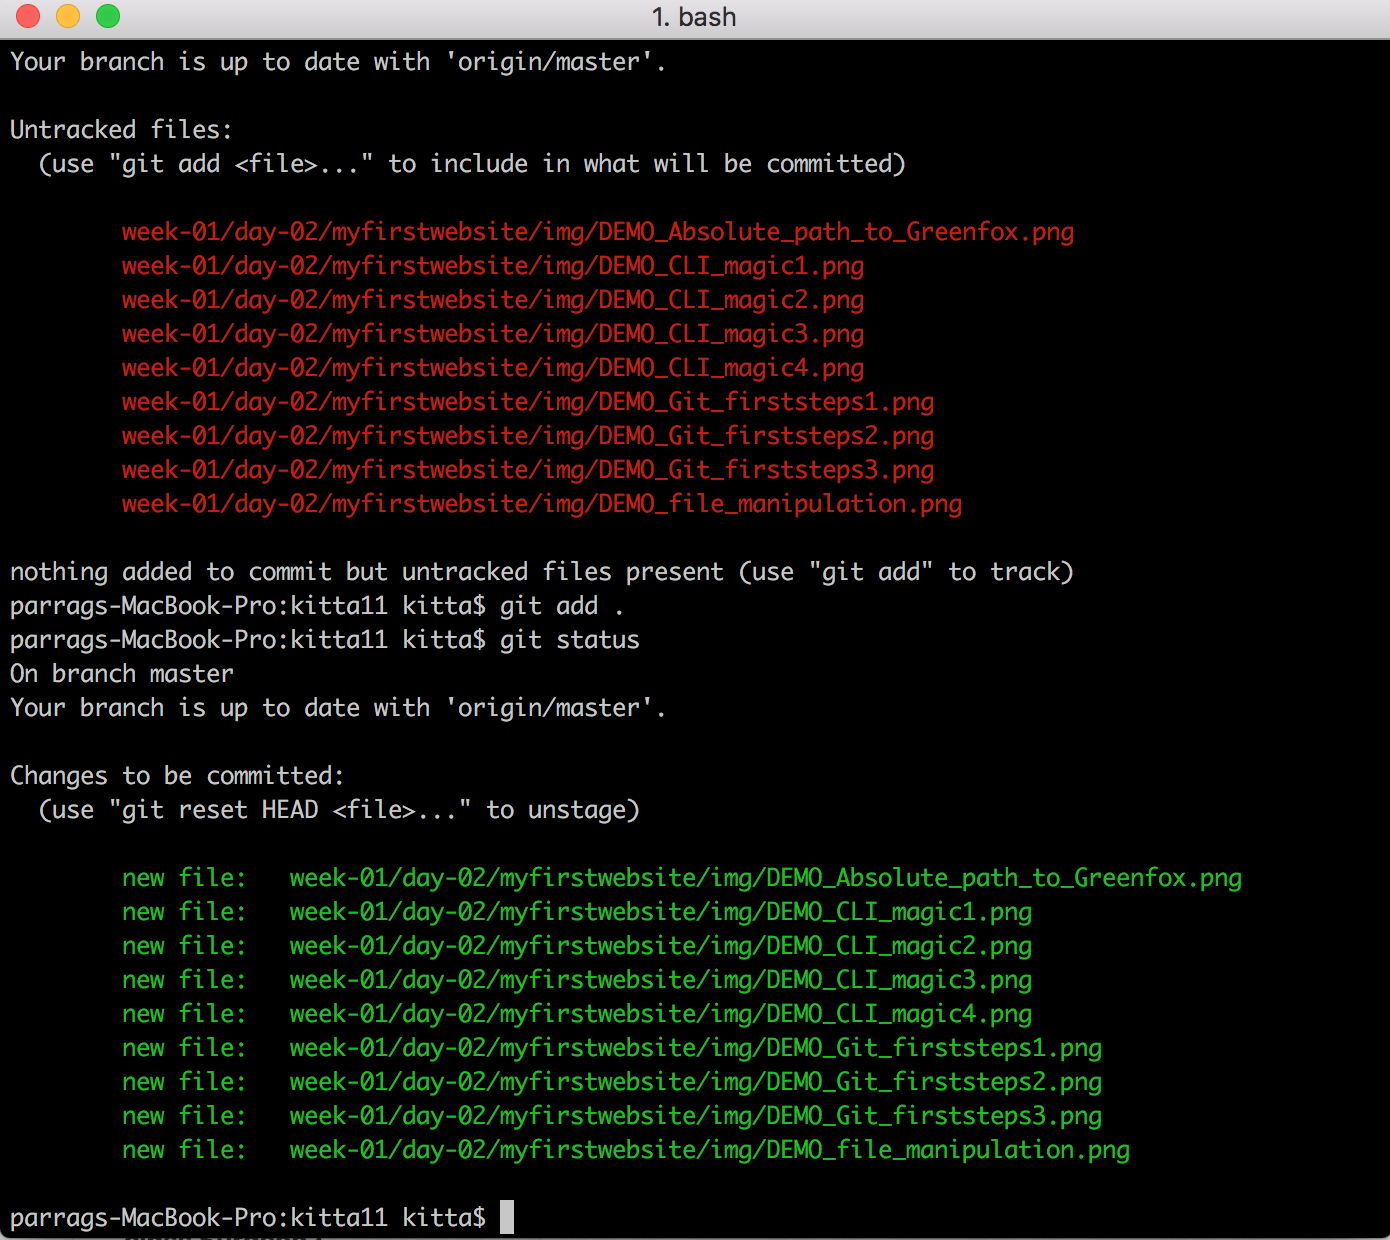 1. bash
Your branch is up to date with 'origin/master'.
Untracked files:
(use "git add <file>..." to include in what will be committed)
week-01/day-02/myfirstwebsite/img/DEMO_Absolute_path_to_Greenfox.png
week-01/day-02/myfirstwebsite/img/DEMO_CLI_magic1.png
week-01/day-02/myfirstwebsite/img/DEMO_CLI_magic2.png
week-01/day-02/myfirstwebsite/img/DEMO_CLI_magic3.png
week-01/day-02/myfirstwebsite/img/DEMO_CLI_magic4.png
week-01/day-02/myfirstwebsite/img/DEMO_Git_firststeps1.png
week-01/day-02/myfirstwebsite/img/DEMO_Git_firststeps2.png
week-01/day-02/myfirstwebsite/img/DEMO_Git_firststeps3.png
week-01/day-02/myfirstwebsite/img/DEMO_file_manipulation.png
nothing added to commit but untracked files present (use "git add" to track)
parrags-MacBook-Pro:kitta11 kitta$ git add .
parrags-MacBook-Pro:kitta11 kitta$ git status
On branch master
Your branch is up to date with 'origin/master'.
Changes to be committed:
(use "git reset HEAD <file>..." to unstage)
new file:   week-01/day-02/myfirstwebsite/img/DEMO_Absolute_path_to_Greenfox.png
new file:   week-01/day-02/myfirstwebsite/img/DEMO_CLI_magic1.png
new file:   week-01/day-02/myfirstwebsite/img/DEMO_CLI_magic2.png
new file:   week-01/day-02/myfirstwebsite/img/DEMO_CLI_magic3.png
new file:   week-01/day-02/myfirstwebsite/img/DEMO_CLI_magic4.png
new file:   week-01/day-02/myfirstwebsite/img/DEMO_Git_firststeps1.png
new file:   week-01/day-02/myfirstwebsite/img/DEMO_Git_firststeps2.png
new file:   week-01/day-02/myfirstwebsite/img/DEMO_Git_firststeps3.png
new file:   week-01/day-02/myfirstwebsite/img/DEMO_file_manipulation.png
parrags-MacBook-Pro:kitta11 kitta$